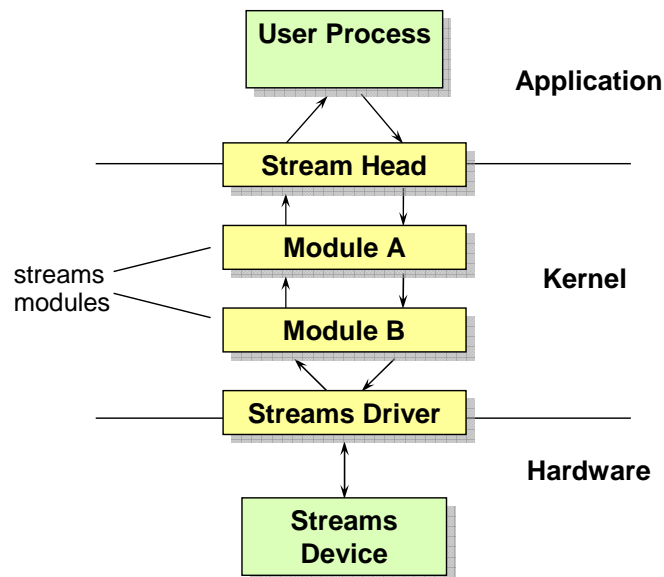 User Process
Application
Stream Head
Module A
streams
modules
Kernel
Module B
Streams Driver
Hardware
Streams
Device